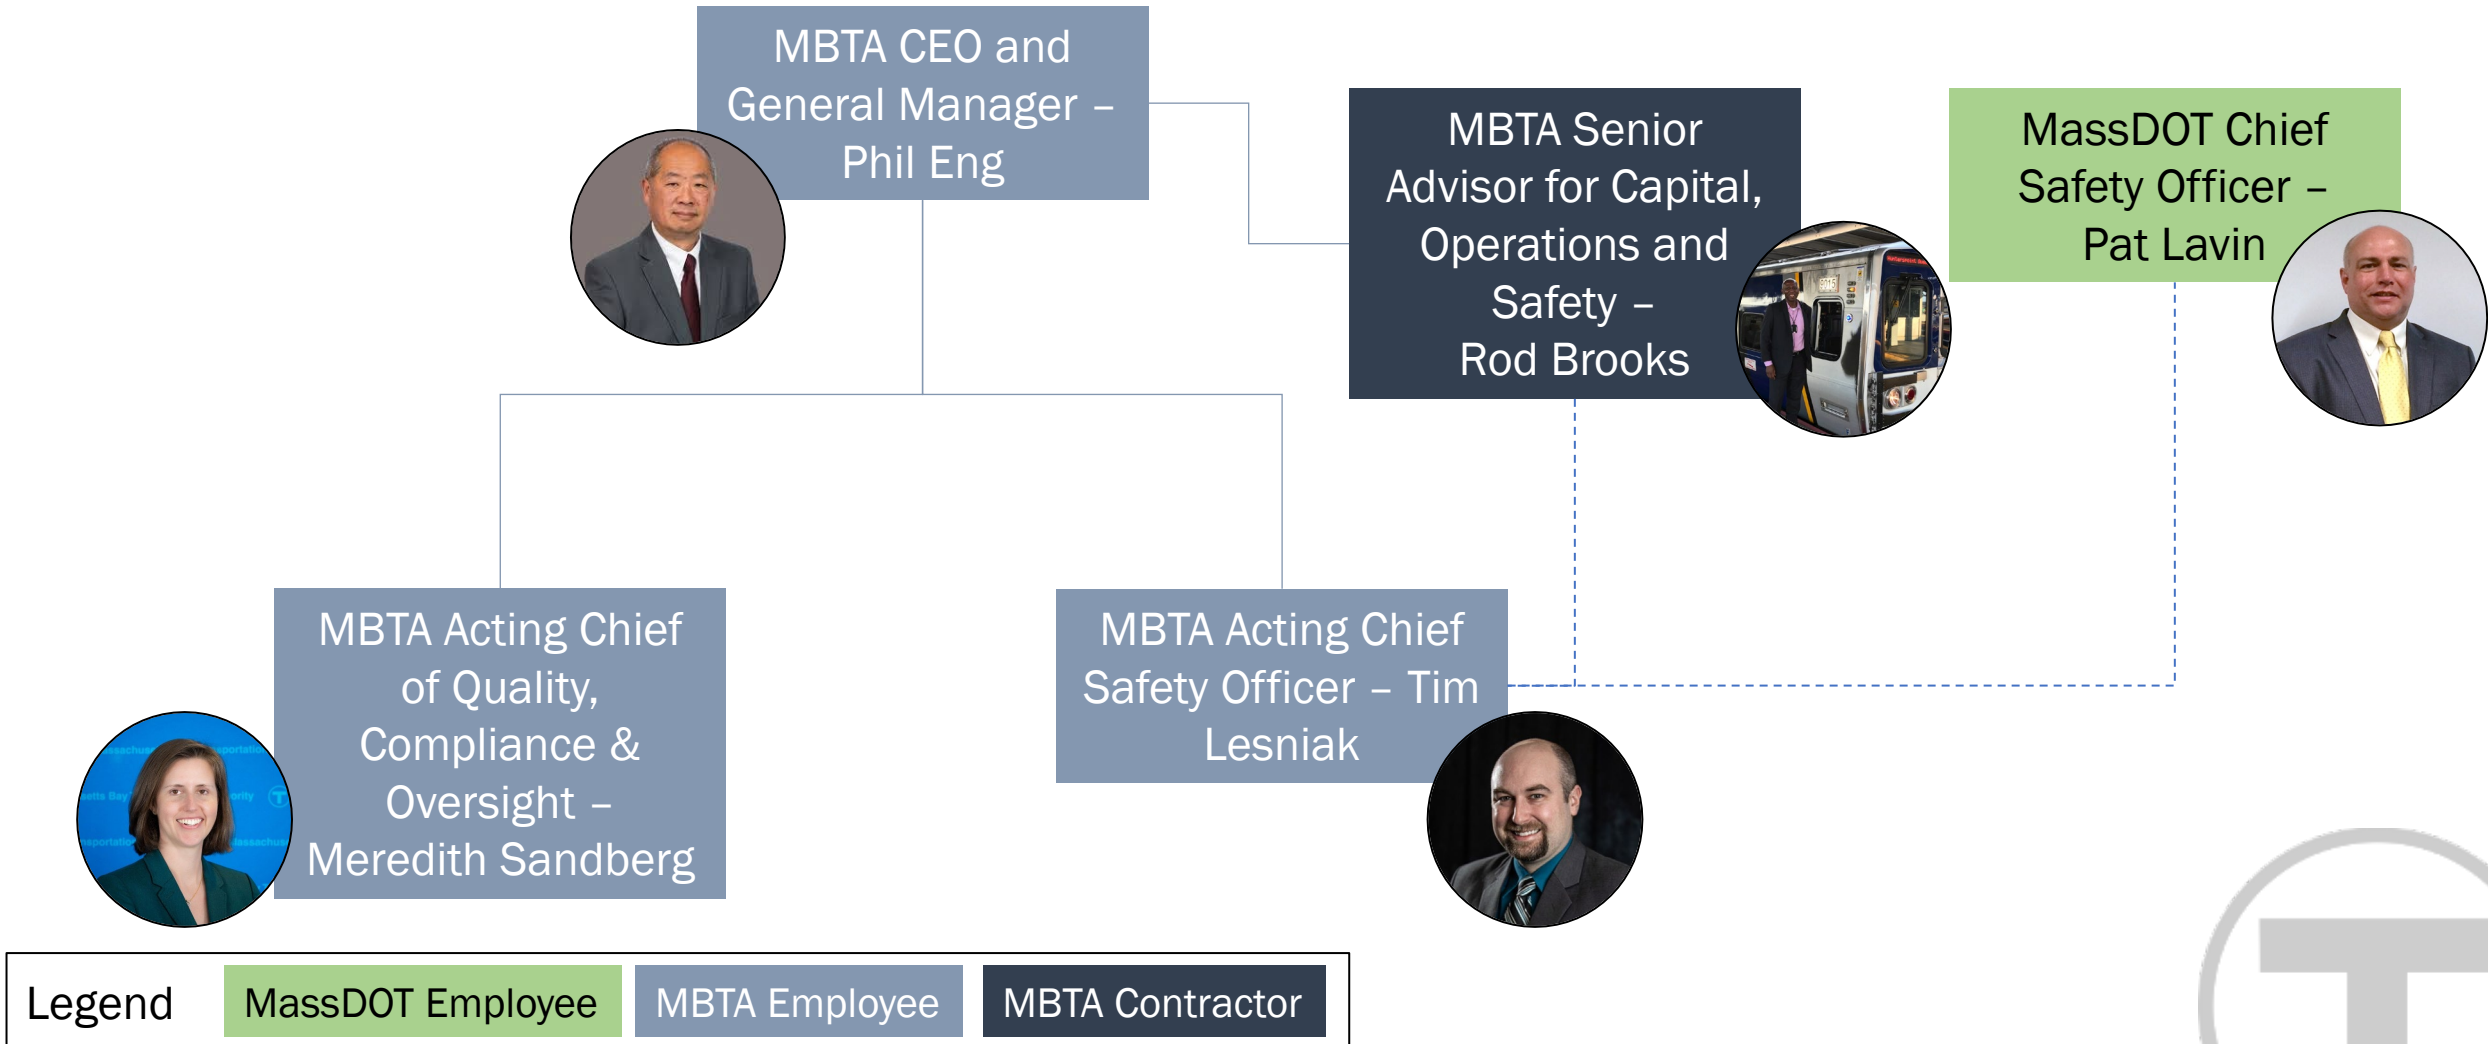 MBTA CEO and
General Manager –
Phil Eng
MBTA Senior
Advisor for Capital,
Operations and
Safety –
Rod Brooks
MassDOT Chief
Safety Officer –
Pat Lavin
MBTA Acting Chief
of Quality,
Compliance &
Oversight –
Meredith Sandberg
MBTA Acting Chief
Safety Officer – Tim
Lesniak
Legend
MassDOT Employee
MBTA Employee
MBTA Contractor
T